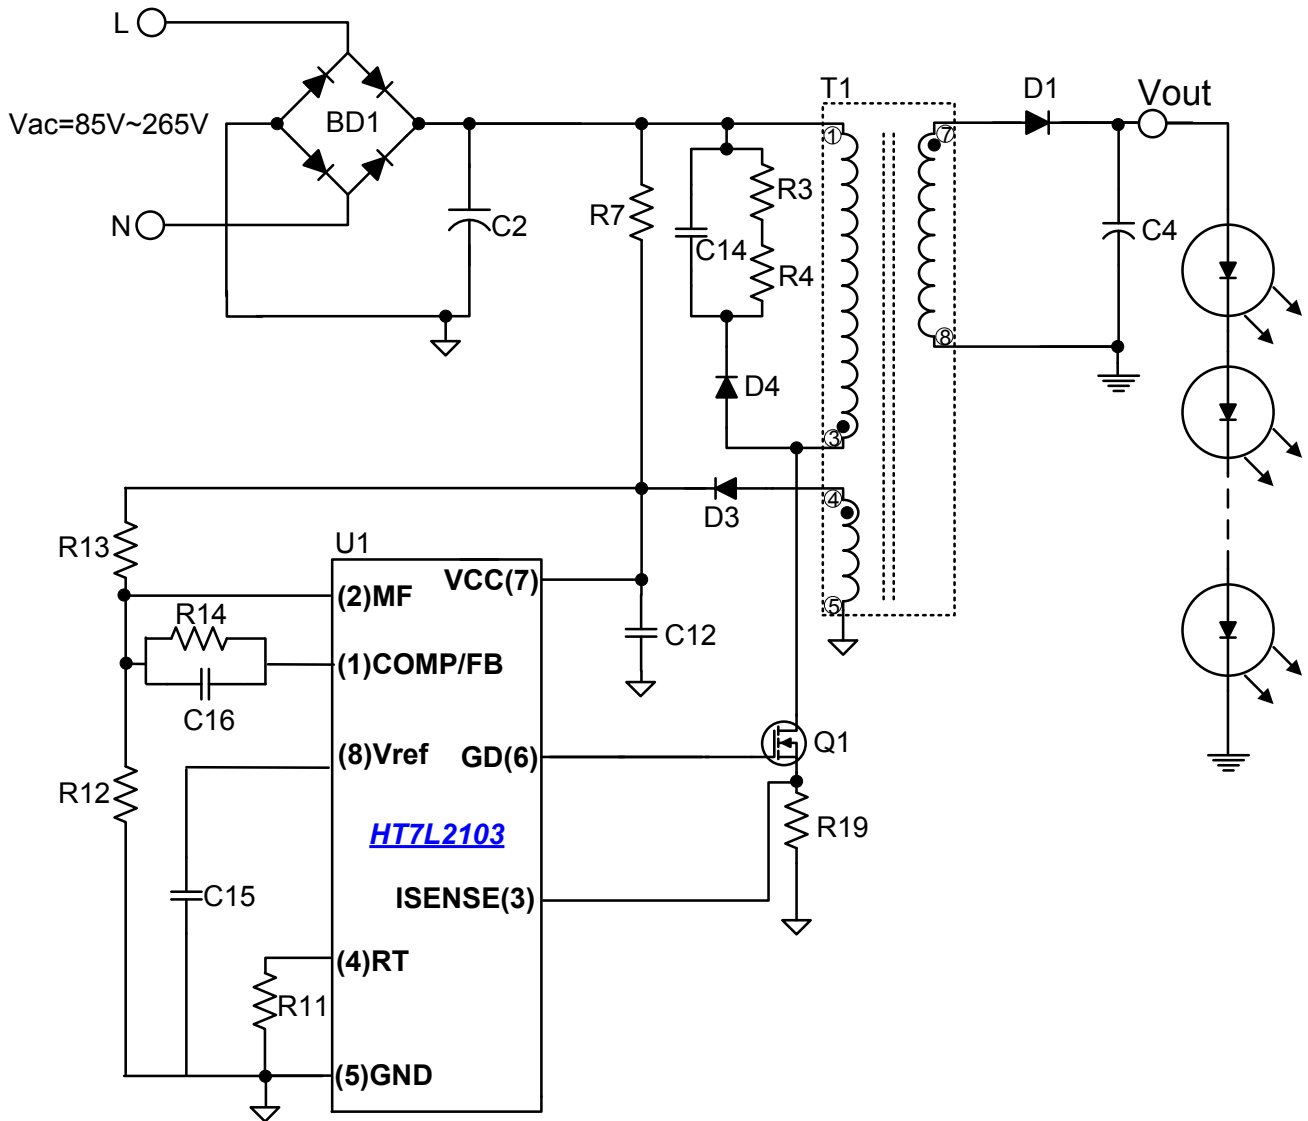 L
Vac=85V~265V
BD1
N
C2
R7
C14
R3
R4
D4
T1
1
3
4
5
7
8
D1
Vout
C4
D3
R13
U1
VCC(7)
(2)MF
R14
(1)COMP/FB
C16
C12
(8)Vref
GD(6)
Q1
R12
HT7L2103
R19
C15
ISENSE(3)
(4)RT
R11
(5)GND